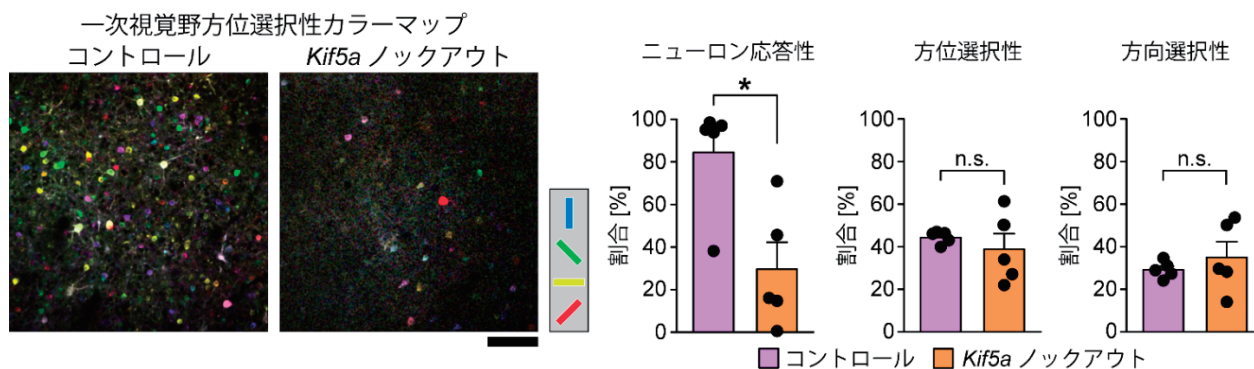 一次視覚野方位選択性カラーマップ
コントロール
Kif5a ノックアウト
ニューロン応答性
*
割合 [%]
100
80
60
40
20
0
方位選択性
n.s.
割合 [%]
100
80
60
40
20
0
方向選択性
n.s.
割合 [%]
100
80
60
40
20
0
コントロール
Kif5a ノックアウト